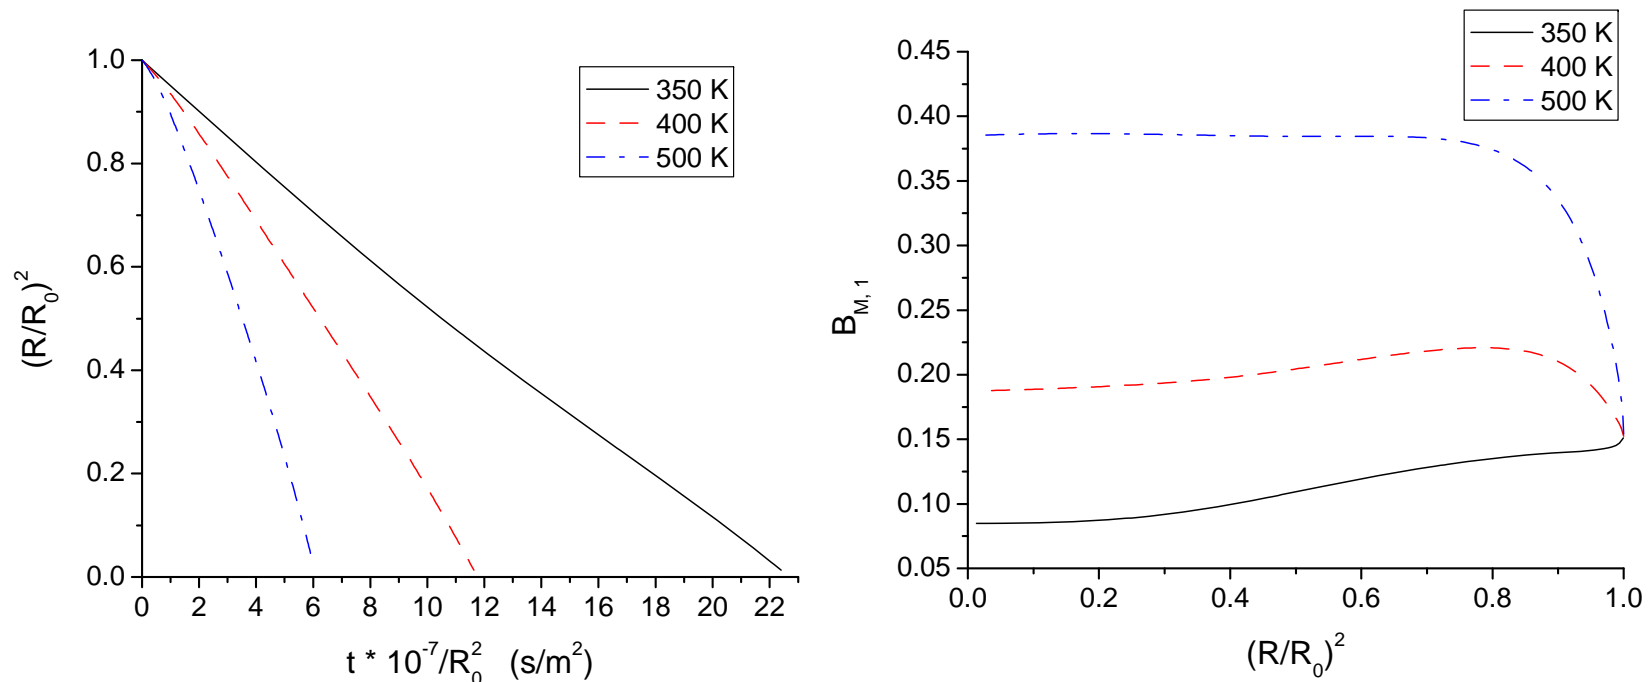 1.0
0.8
0.6
0.4
0.2
0.0
(R/R₀)²
350 K
400 K
500 K
0 2 4 6 8 10 12 14 16 18 20 22
t * 10⁻⁷/R₀² (s/m²)
350 K
400 K
500 K
0.45
0.40
0.35
0.30
0.25
0.20
0.15
0.10
0.05
B_M, 1
0.0 0.2 0.4 0.6 0.8 1.0
(R/R₀)²